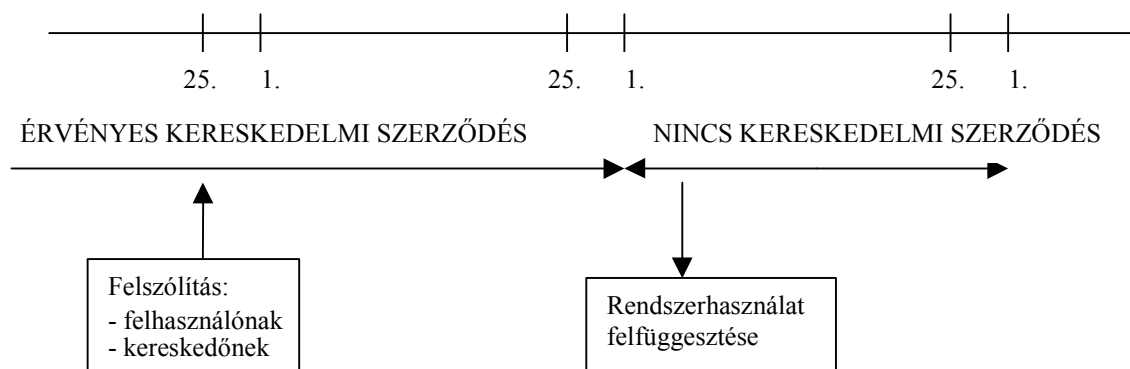 25. 1. 25. 1. 25. 1.
ÉRVÉNYES KERESKEDELMI SZERZŐDÉS NINCS KERESKEDELMI SZERZŐDÉS
Felszólítás:
- felhasználónak
- kereskedőnek
Rendszerhasználat
felfüggesztése